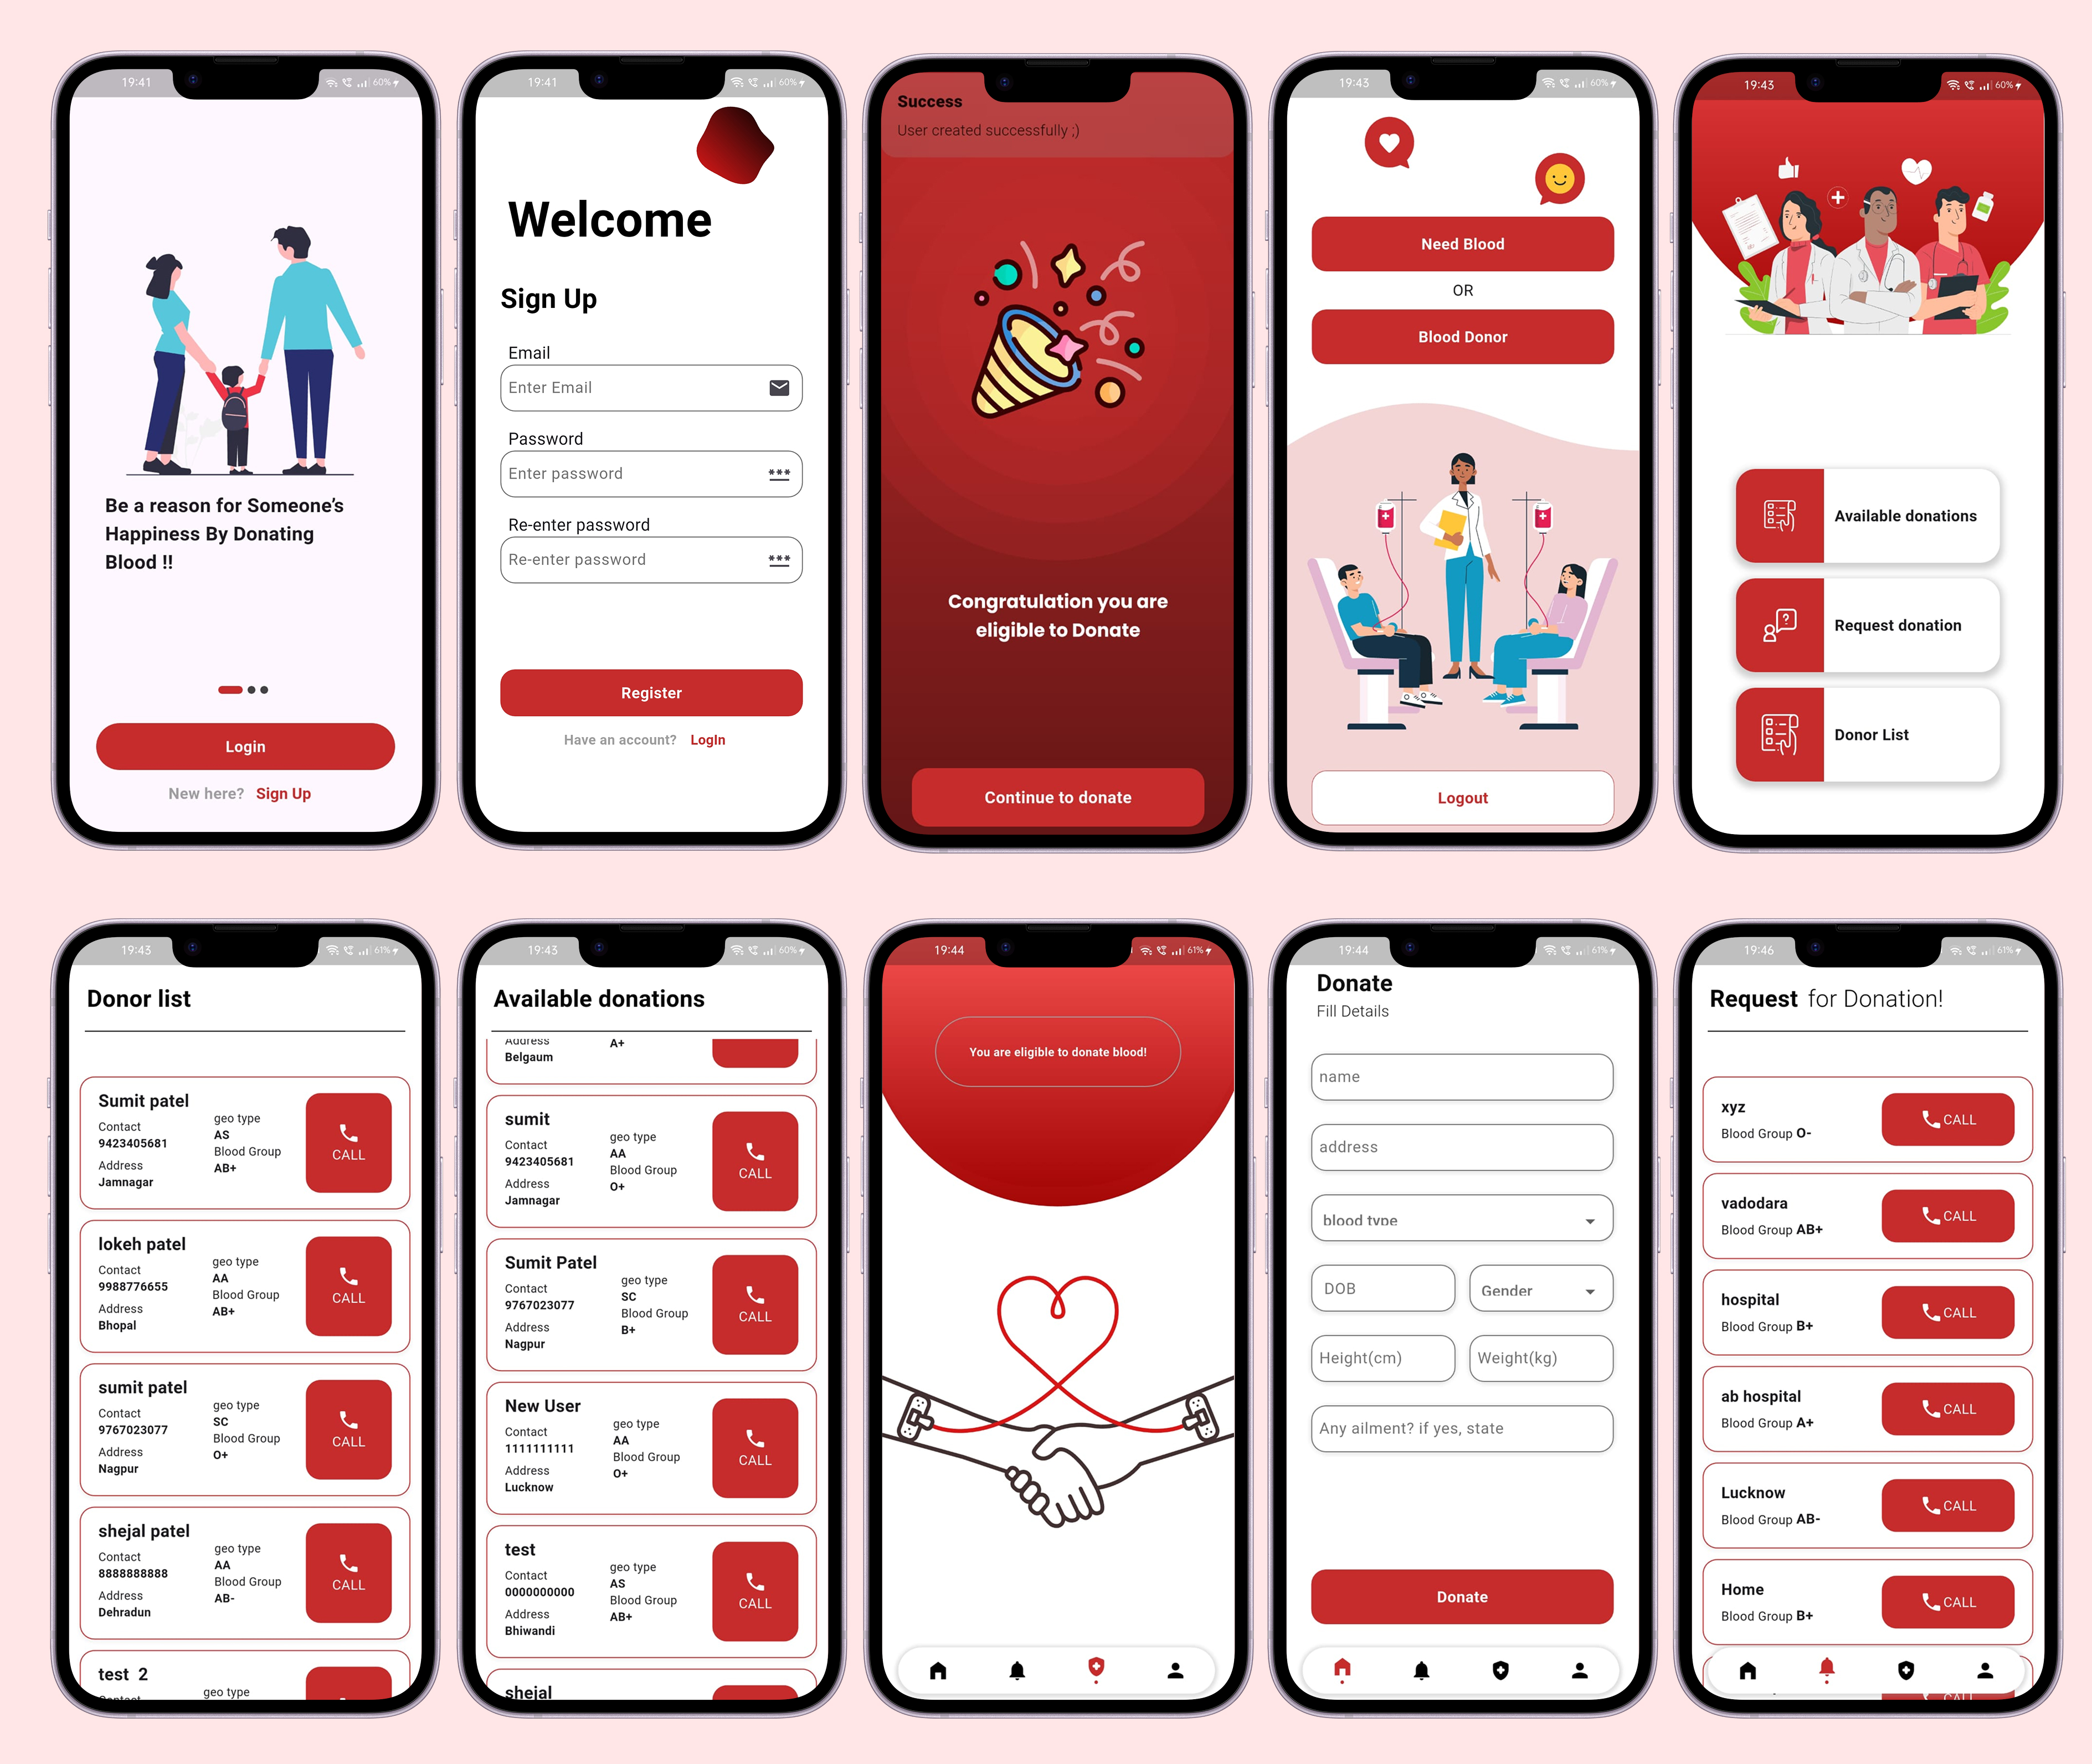 19:41
60%
Be a reason for Someone’s
Happiness By Donating
Blood !!
Login
New here? Sign Up
19:41
60%
Welcome
Sign Up
Email
Enter Email
Password
Enter password
***
Re-enter password
Re-enter password
***
Register
Have an account? LogIn
Success
User created successfully ;)
Congratulation you are
eligible to Donate
Continue to donate
19:43
60%
Need Blood
OR
Blood Donor
Logout
19:43
60%
Available donations
Request donation
Donor List
19:43
61%
Donor list
Sumit patel
Contact
9423405681
Address
Jamnagar
geo type
AS
Blood Group
AB+
CALL
lokeh patel
Contact
9988776655
Address
Bhopal
geo type
AA
Blood Group
AB+
CALL
sumit patel
Contact
9767023077
Address
Nagpur
geo type
SC
Blood Group
O+
CALL
shejal patel
Contact
8888888888
Address
Dehradun
geo type
AA
Blood Group
AB-
CALL
test 2
Contact
geo type
19:43
60%
Available donations
Address
Belgaum
A+
sumit
Contact
9423405681
Address
Jamnagar
geo type
AA
Blood Group
O+
CALL
Sumit Patel
Contact
9767023077
Address
Nagpur
geo type
SC
Blood Group
B+
CALL
New User
Contact
1111111111
Address
Lucknow
geo type
AA
Blood Group
O+
CALL
test
Contact
0000000000
Address
Bhiwandi
geo type
AS
Blood Group
AB+
CALL
shejal
19:44
61%
You are eligible to donate blood!
19:44
61%
Donate
Fill Details
name
address
blood type
DOB
Gender
Height(cm)
Weight(kg)
Any ailment? if yes, state
Donate
19:46
61%
Request for Donation!
xyz
Blood Group O-
CALL
vadodara
Blood Group AB+
CALL
hospital
Blood Group B+
CALL
ab hospital
Blood Group A+
CALL
Lucknow
Blood Group AB-
CALL
Home
Blood Group B+
CALL
CALL